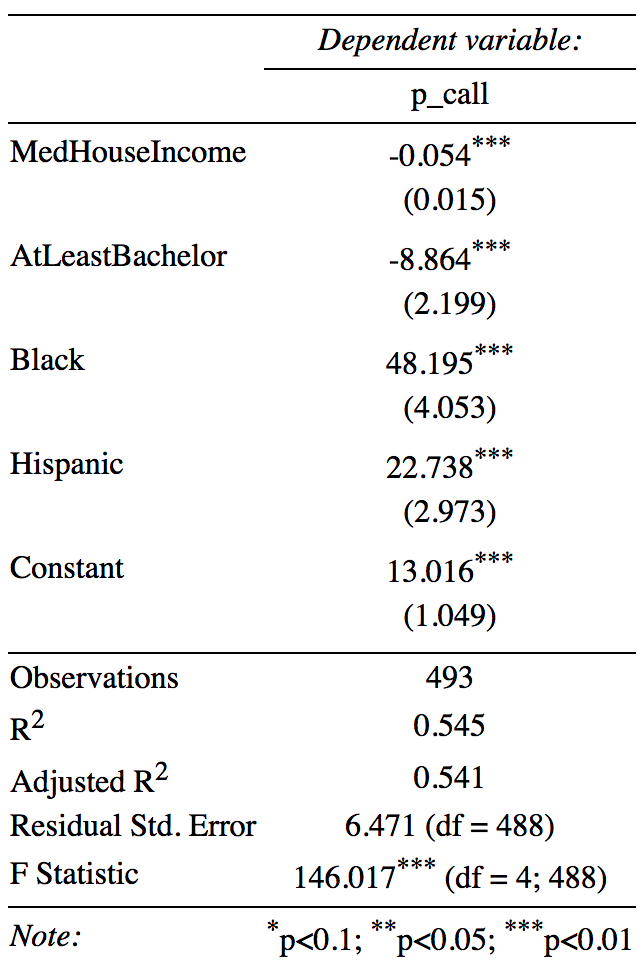 Dependent variable:
p_call
MedHouseIncome -0.054***
(0.015)
AtLeastBachelor -8.864***
(2.199)
Black 48.195***
(4.053)
Hispanic 22.738***
(2.973)
Constant 13.016***
(1.049)
Observations 493
R2 0.545
Adjusted R2 0.541
Residual Std. Error 6.471 (df = 488)
F Statistic 146.017*** (df = 4; 488)
Note: *p<0.1; **p<0.05; ***p<0.01